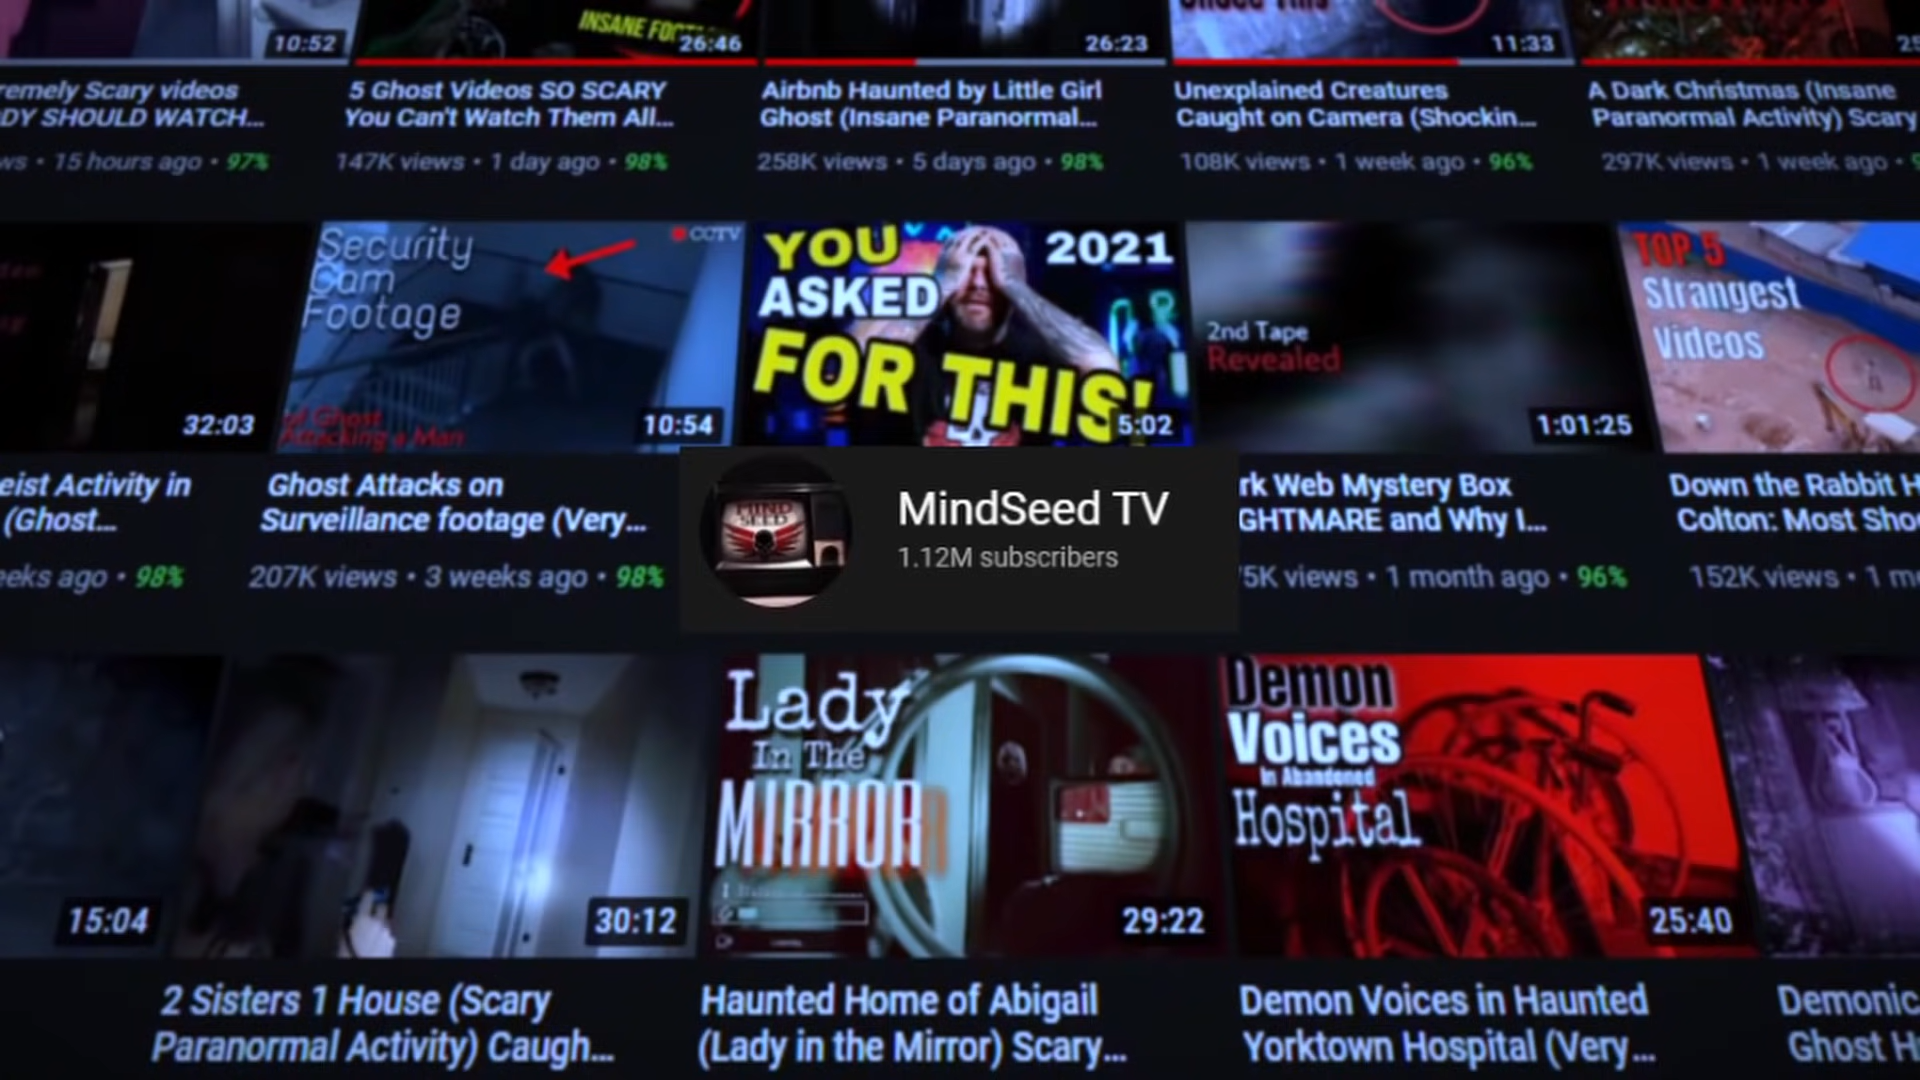 10:52
INSANE
26:46
26:23
11:33
25
remely Scary videos
DY SHOULD WATCH...
ws • 15 hours ago • 97%
5 Ghost Videos SO SCARY
You Can't Watch Them All...
147K views • 1 day ago • 98%
Airbnb Haunted by Little Girl
Ghost (Insane Paranormal...
258K views • 5 days ago • 98%
Unexplained Creatures
Caught on Camera (Shockin...
108K views • 1 week ago • 96%
A Dark Christmas (Insane
Paranormal Activity) Scary
297K views • 1 week ago •
32:03
Security
Cam
Footage
CCTV
of Ghost
Attacking a Man
10:54
YOU
ASKED
FOR THIS!
2021
5:02
2nd Tape
Revealed
1:01:25
TOP 5
Strangest
Videos
eist Activity in
(Ghost...
eeks ago • 98%
Ghost Attacks on
Surveillance footage (Very...
207K views • 3 weeks ago • 98%
MIND
SEED
MindSeed TV
1.12M subscribers
rk Web Mystery Box
GHTMARE and Why I...
5K views • 1 month ago • 96%
Down the Rabbit H
Colton: Most Sho
152K views • 1 m
15:04
30:12
Lady
In The
MIRROR
29:22
Demon
Voices
In Abandoned
Hospital
25:40
2 Sisters 1 House (Scary
Paranormal Activity) Caugh...
Haunted Home of Abigail
(Lady in the Mirror) Scary...
Demon Voices in Haunted
Yorktown Hospital (Very...
Demonic
Ghost H